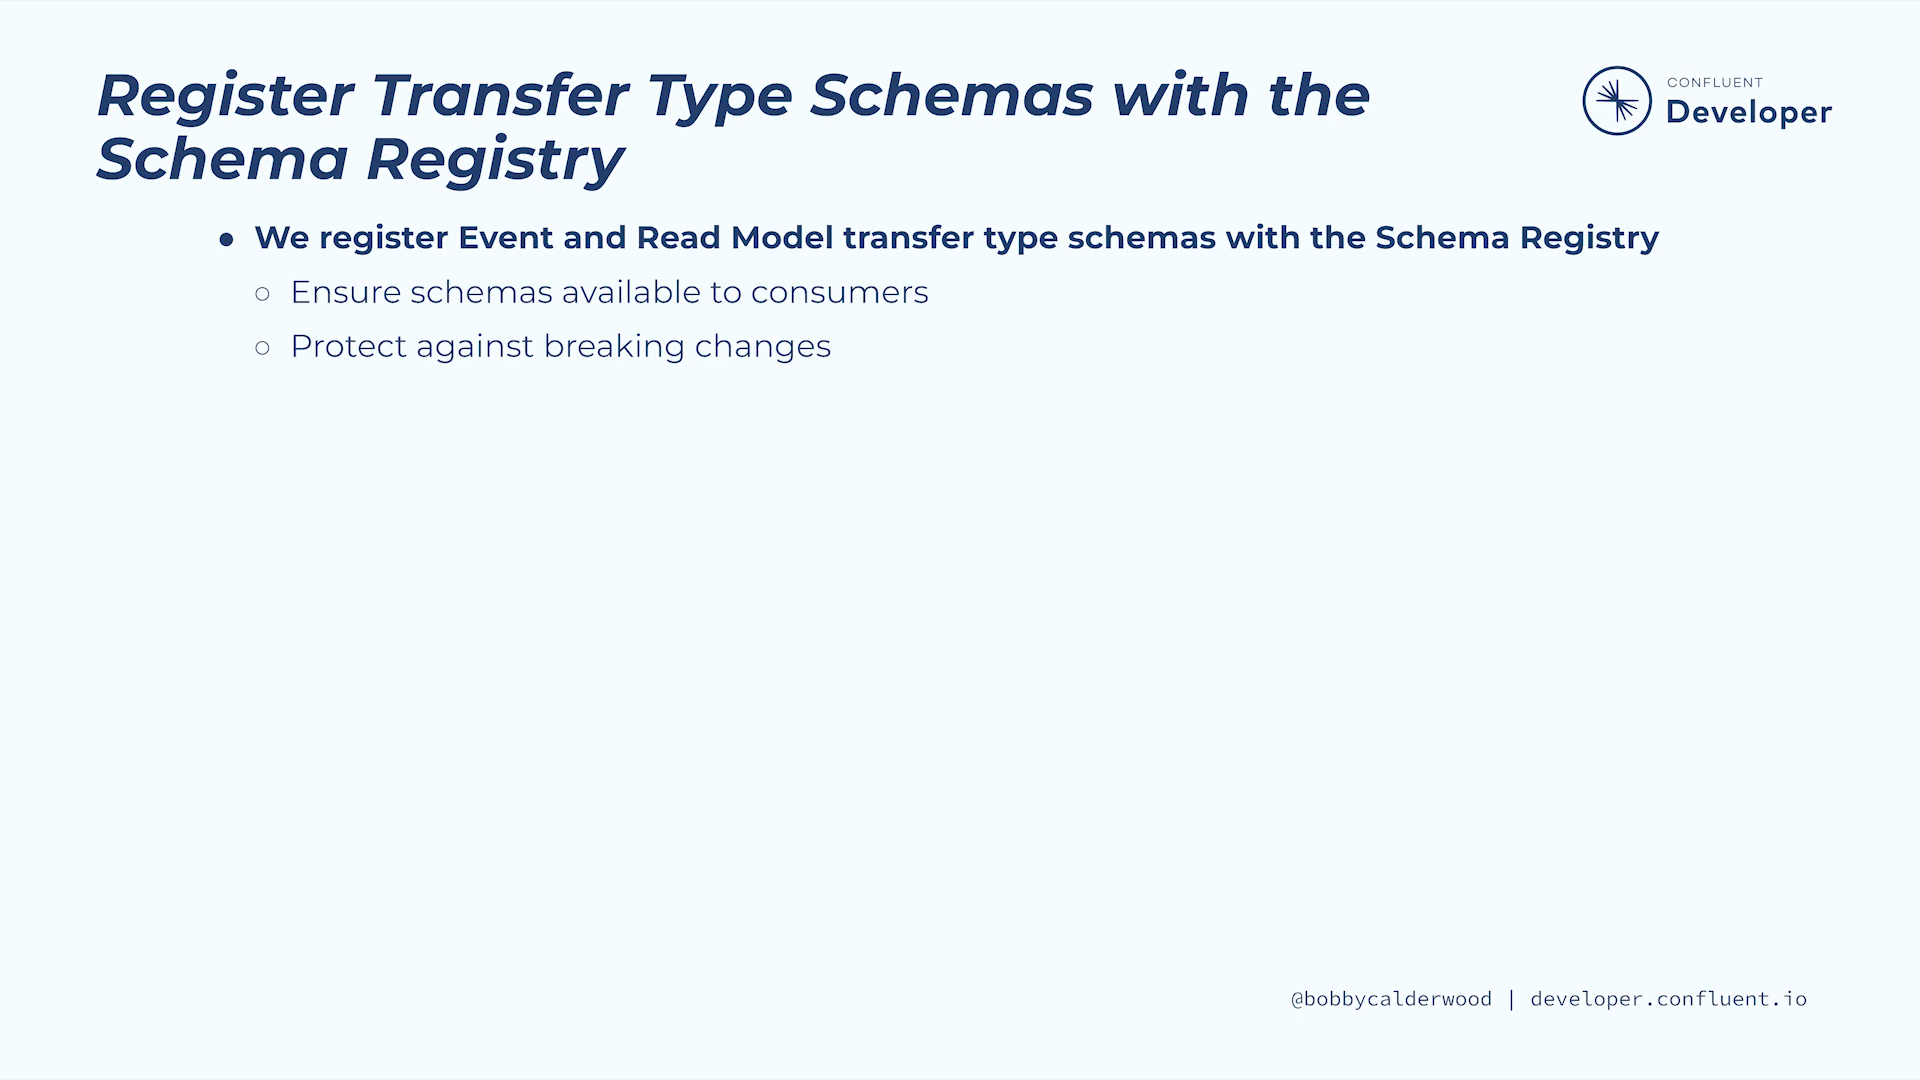 Register Transfer Type Schemas with the
Schema Registry
CONFLUENT
Developer
● We register Event and Read Model transfer type schemas with the Schema Registry
○ Ensure schemas available to consumers
○ Protect against breaking changes
@bobbycalderwood | developer.confluent.io